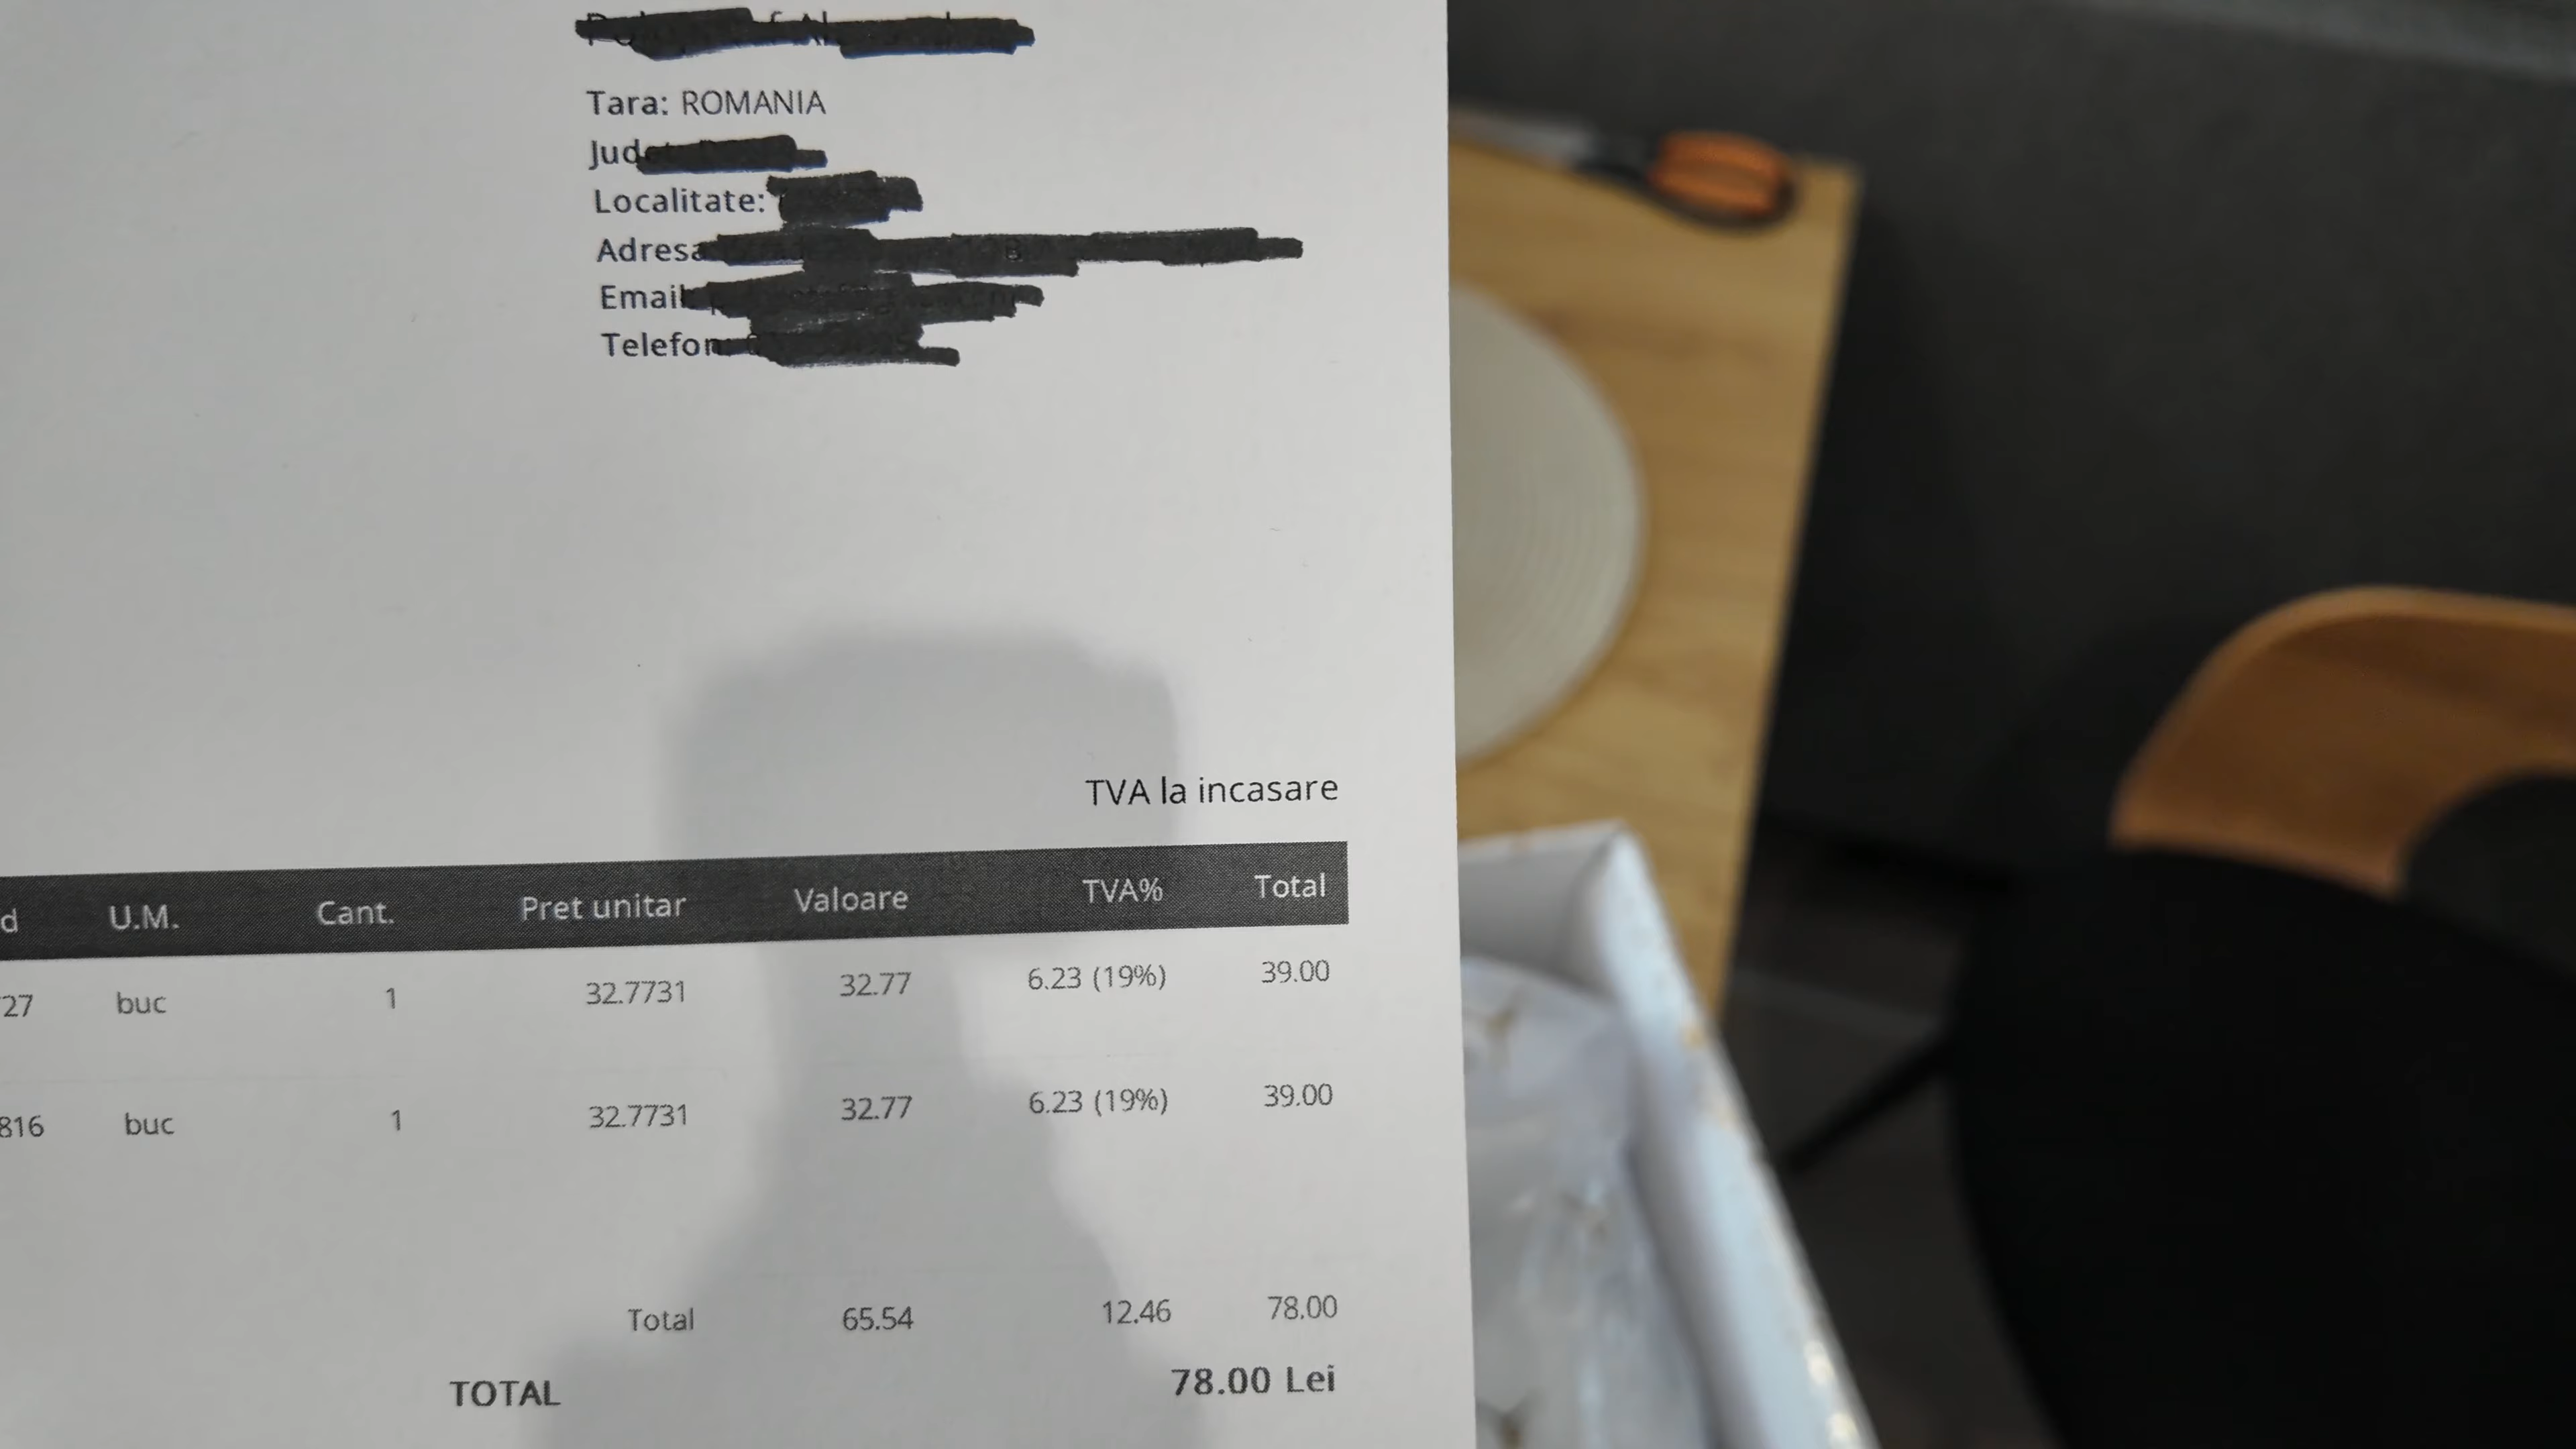 Tara: ROMANIA
Localitate:
Adresa
Email:
Telefon:
TVA la incasare
d U.M. Cant. Pret unitar Valoare TVA% Total
27 buc 1 32.7731 32.77 6.23 (19%) 39.00
816 buc 1 32.7731 32.77 6.23 (19%) 39.00
Total 65.54 12.46 78.00
TOTAL 78.00 Lei